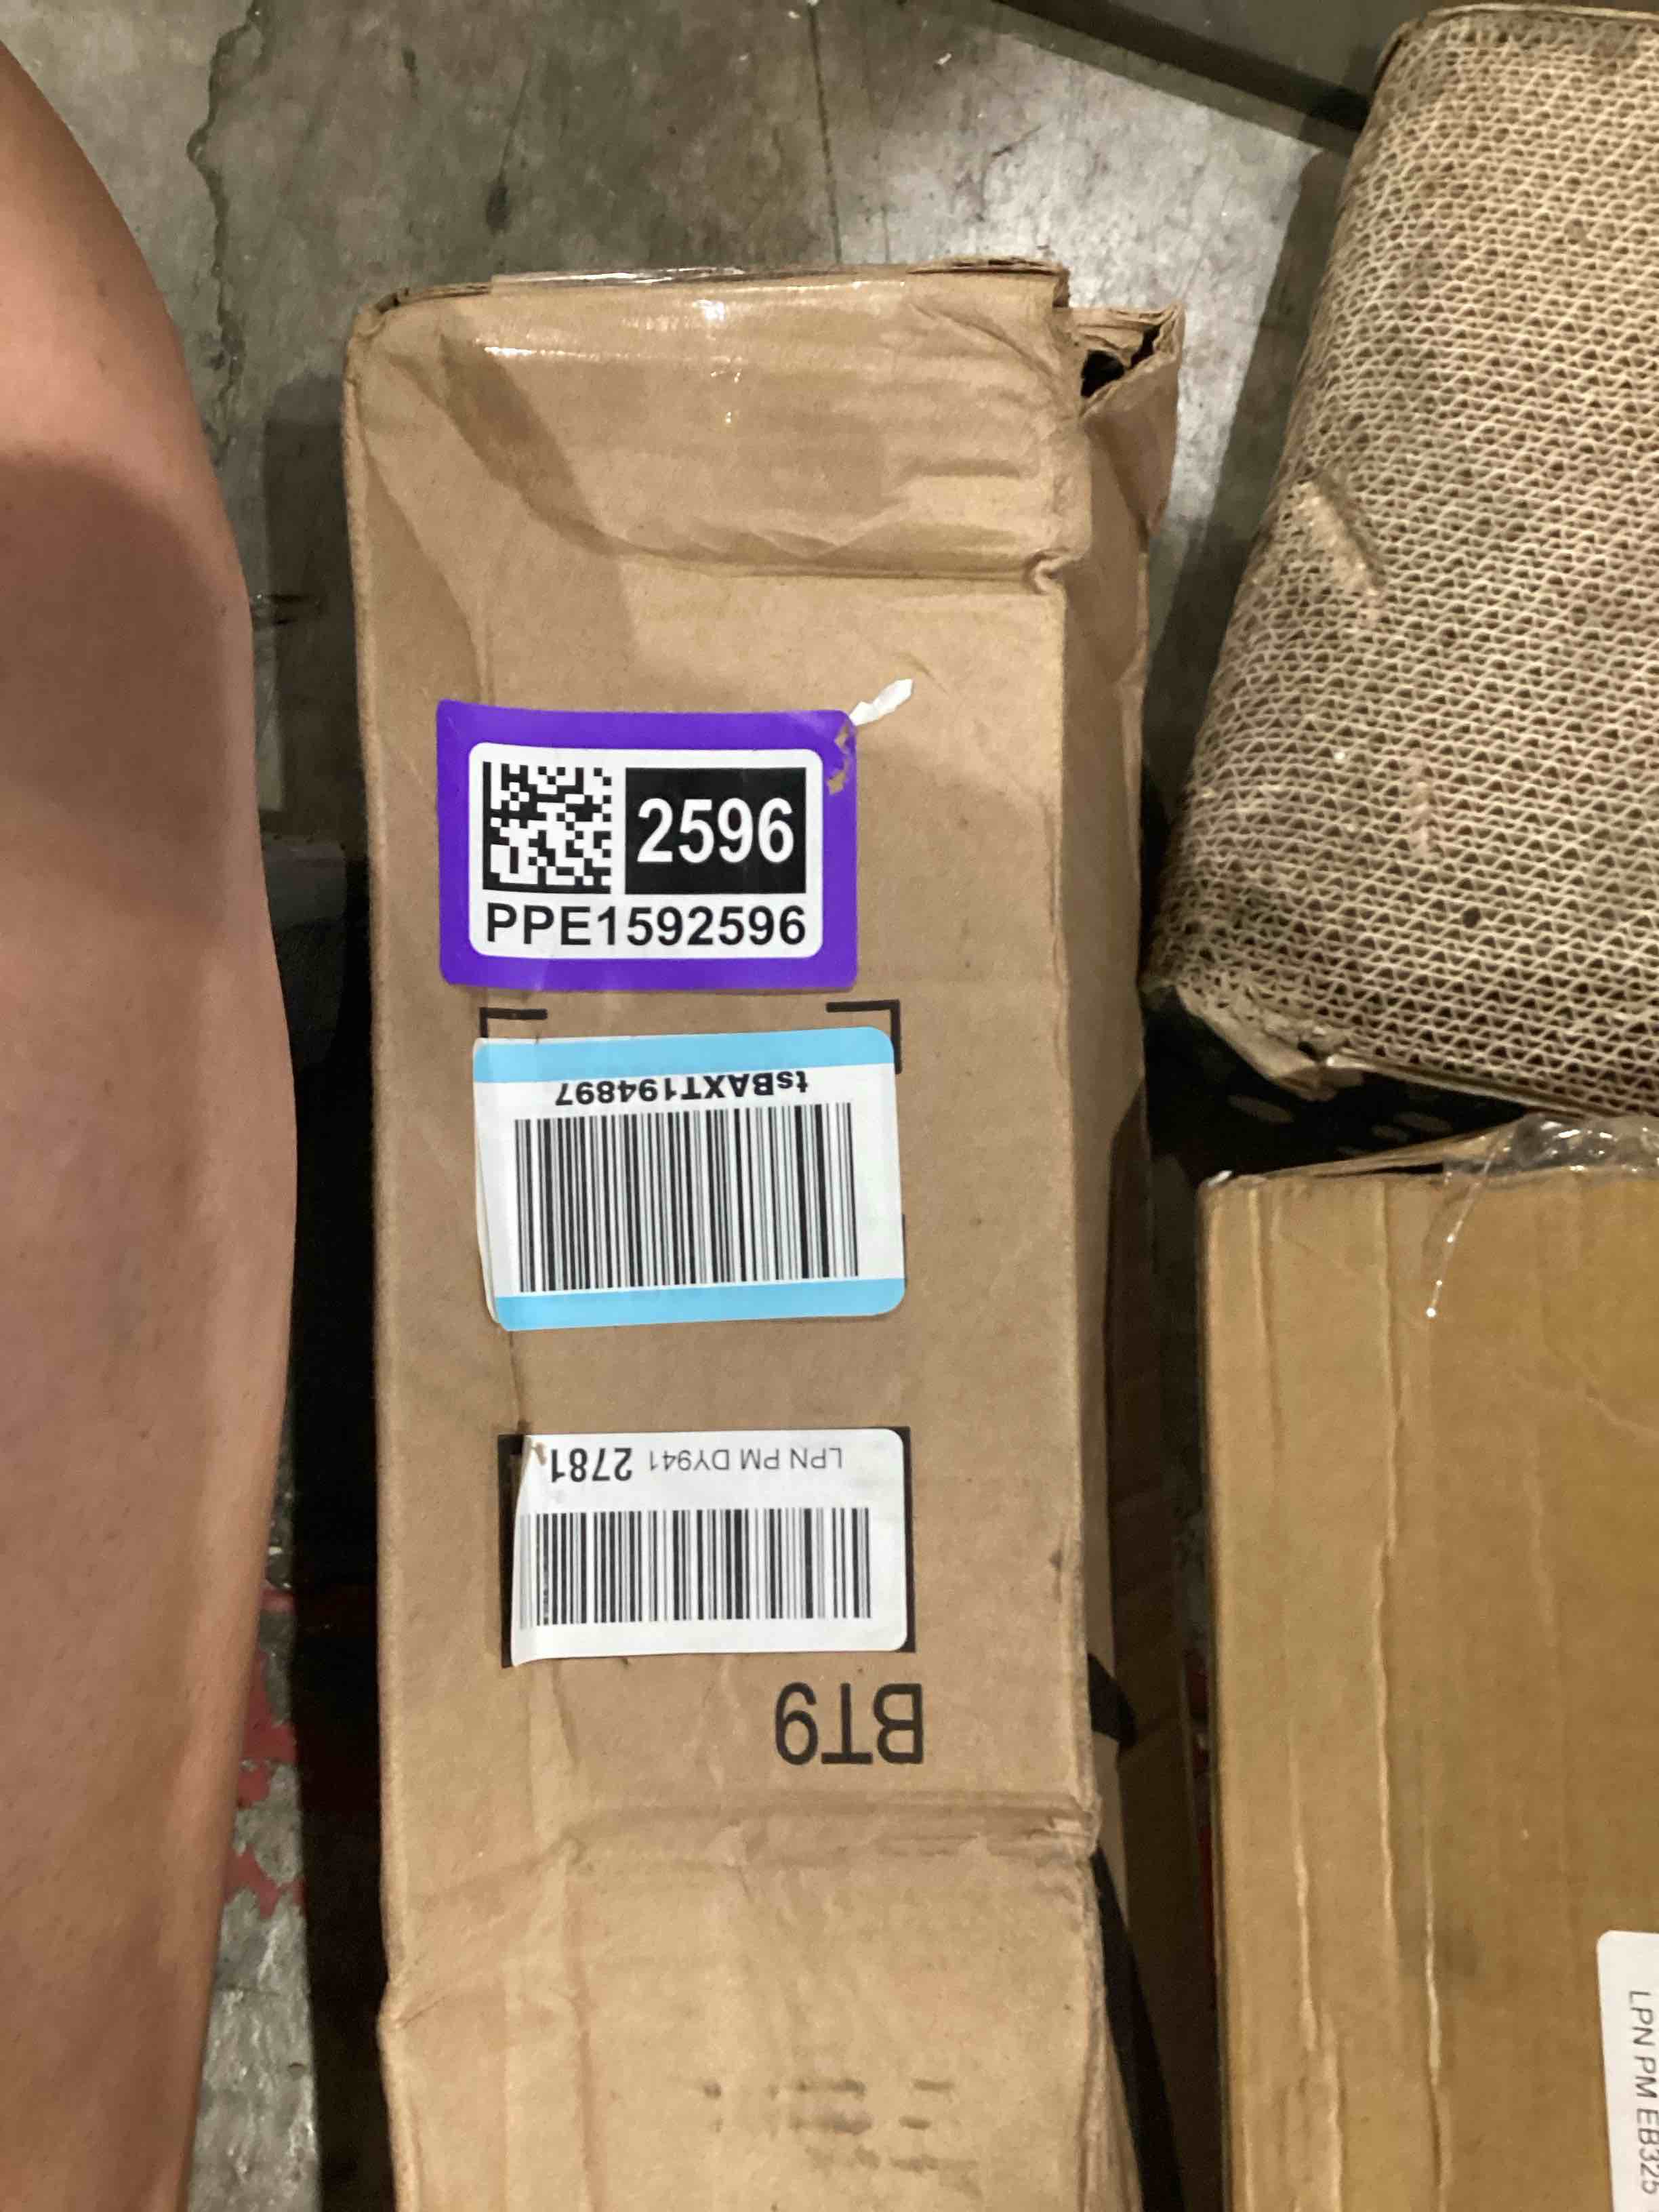 2596
PPE1592596
tsBAXT194897
LPN PM DY941 2781
BT9
LPN PM EB325